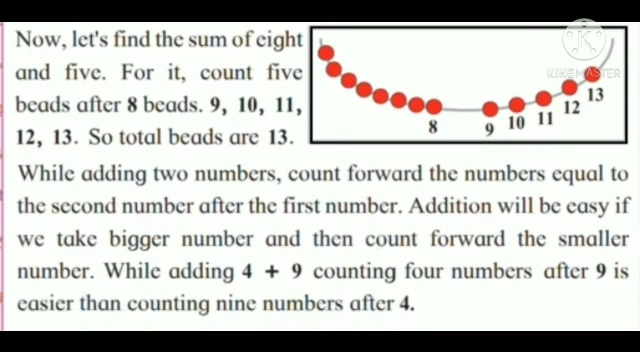 Now, let's find the sum of eight
and five. For it, count five
beads after 8 beads. 9, 10, 11,
12, 13. So total beads are 13.
8 9 10 11 12 13
K
KINEMASTER
While adding two numbers, count forward the numbers equal to
the second number after the first number. Addition will be easy if
we take bigger number and then count forward the smaller
number. While adding 4 + 9 counting four numbers after 9 is
easier than counting nine numbers after 4.